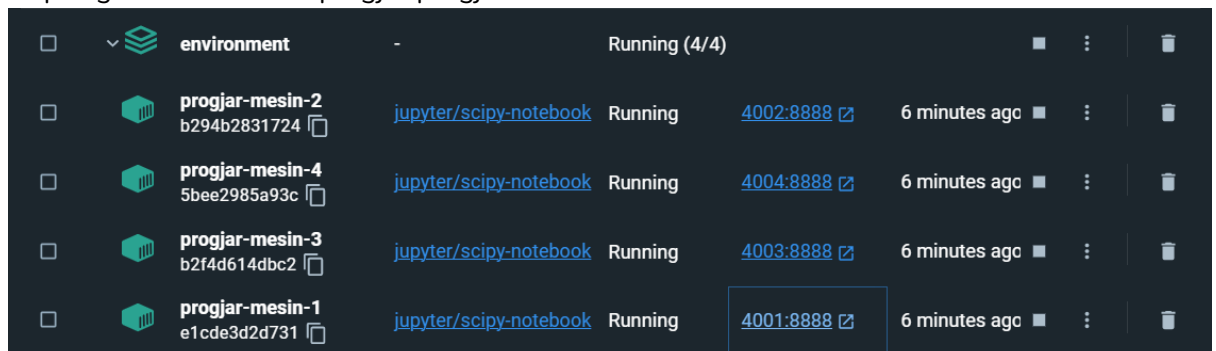 environment - Running (4/4)
progjar-mesin-2 jupyter/scipy-notebook Running 4002:8888 6 minutes ago
b294b2831724
progjar-mesin-4 jupyter/scipy-notebook Running 4004:8888 6 minutes ago
5bee2985a93c
progjar-mesin-3 jupyter/scipy-notebook Running 4003:8888 6 minutes ago
b2f4d614dbc2
progjar-mesin-1 jupyter/scipy-notebook Running 4001:8888 6 minutes ago
e1cde3d2d731